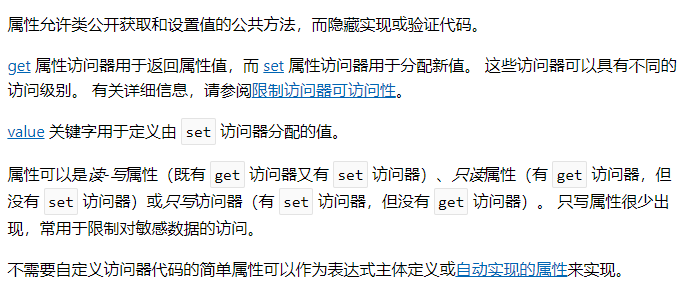 属性允许类公开获取和设置值的公共方法，而隐藏实现或验证代码。
get 属性访问器用于返回属性值，而 set 属性访问器用于分配新值。 这些访问器可以具有不同的
访问级别。 有关详细信息，请参阅限制访问器可访问性。
value 关键字用于定义由 set 访问器分配的值。
属性可以是读-写属性（既有 get 访问器又有 set 访问器）、只读属性（有 get 访问器，但
没有 set 访问器）或只写访问器（有 set 访问器，但没有 get 访问器）。 只写属性很少出
现，常用于限制对敏感数据的访问。
不需要自定义访问器代码的简单属性可以作为表达式主体定义或自动实现的属性来实现。